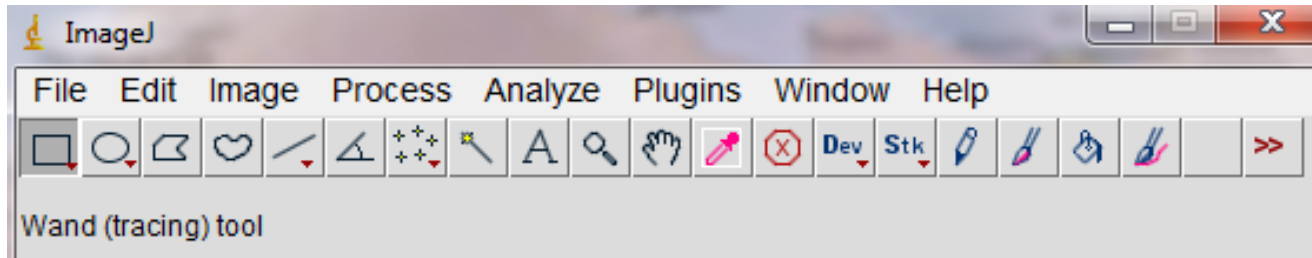 ImageJ
File Edit Image Process Analyze Plugins Window Help
A Dev Stk >>
Wand (tracing) tool